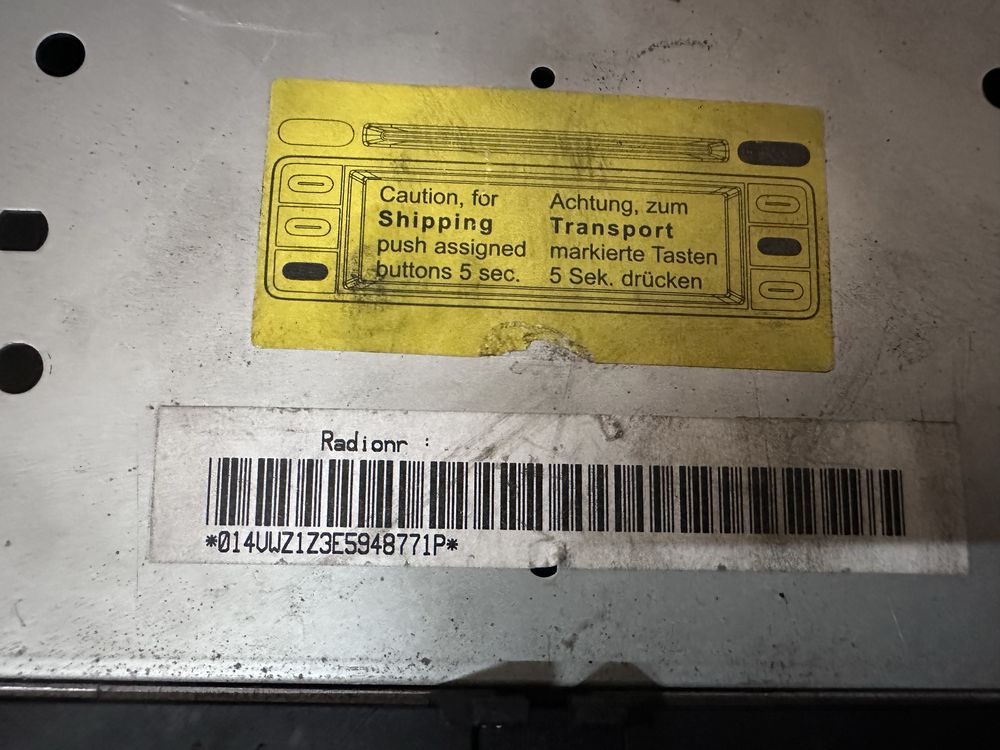 Caution, for
Shipping
push assigned
buttons 5 sec.
Achtung, zum
Transport
markierte Tasten
5 Sek. drücken
Radionr :
*014VWZ1Z3E5948771P*